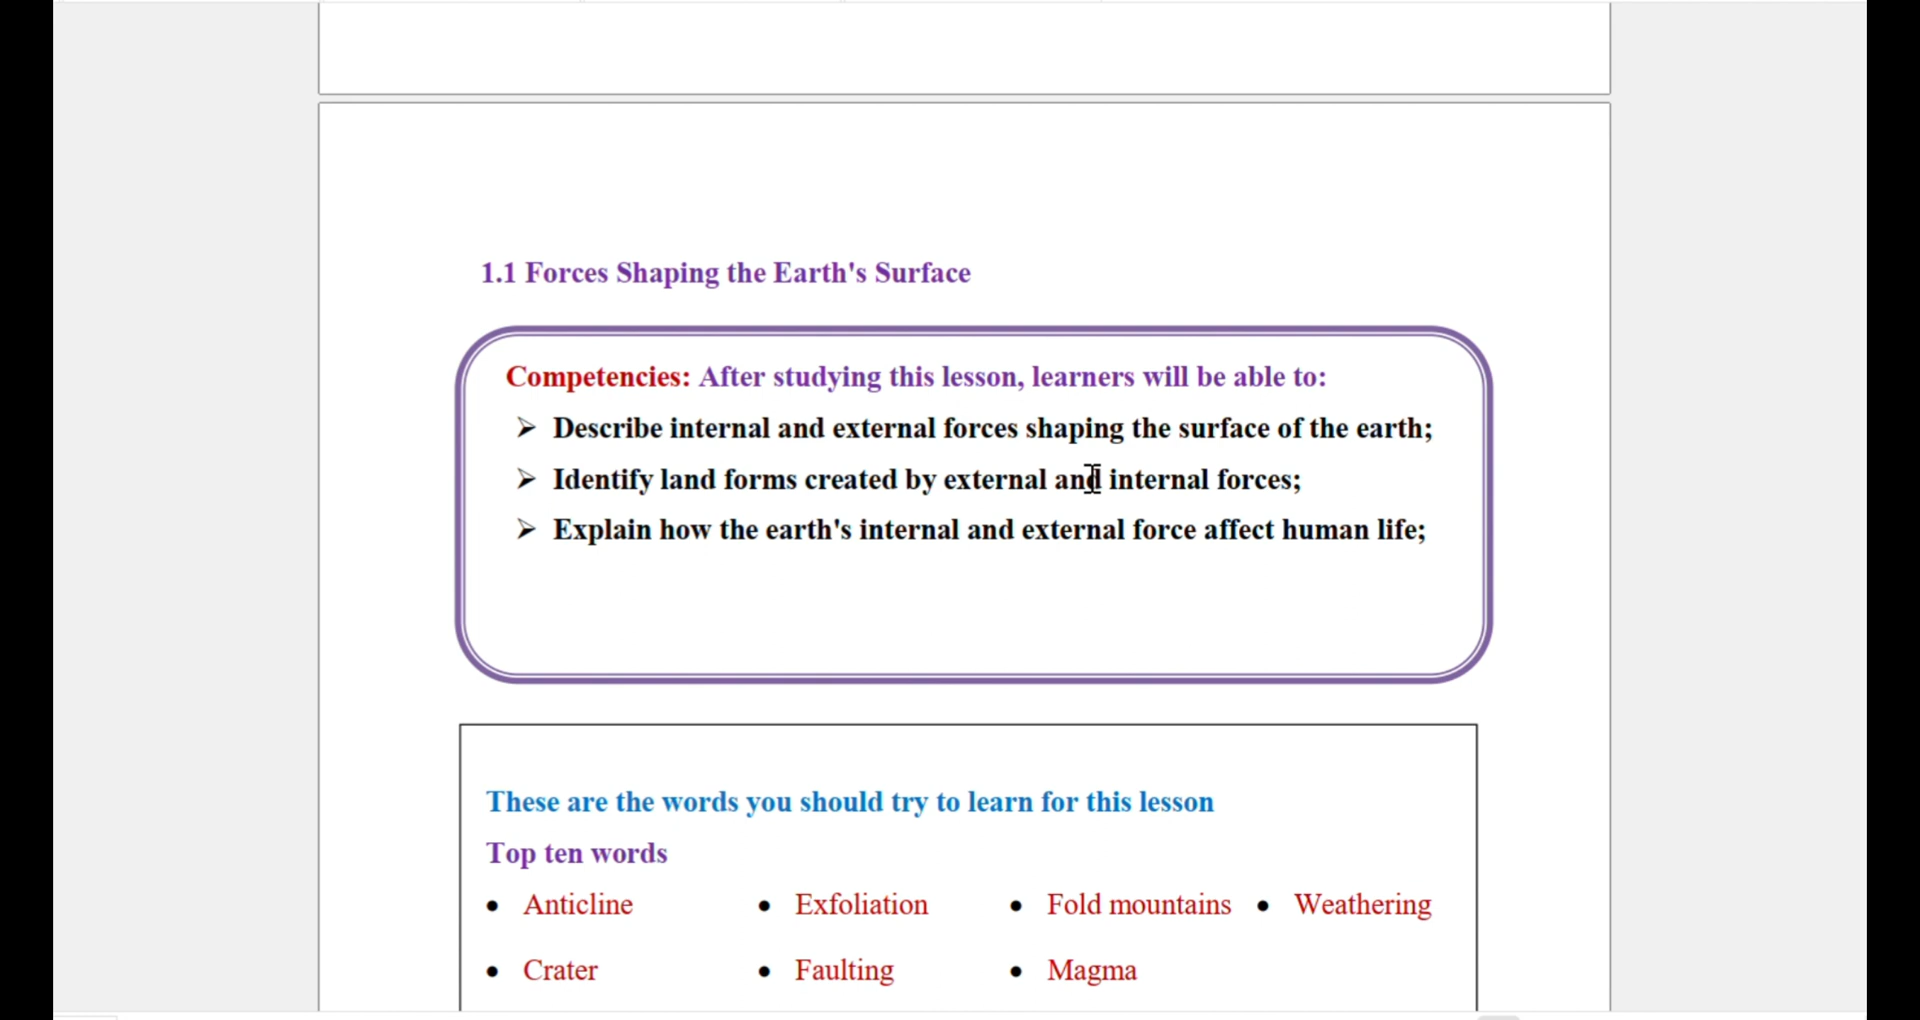 1.1 Forces Shaping the Earth's Surface
Competencies: After studying this lesson, learners will be able to:
➢ Describe internal and external forces shaping the surface of the earth;
➢ Identify land forms created by external and internal forces;
➢ Explain how the earth's internal and external force affect human life;
These are the words you should try to learn for this lesson
Top ten words
• Anticline • Exfoliation • Fold mountains • Weathering
• Crater • Faulting • Magma